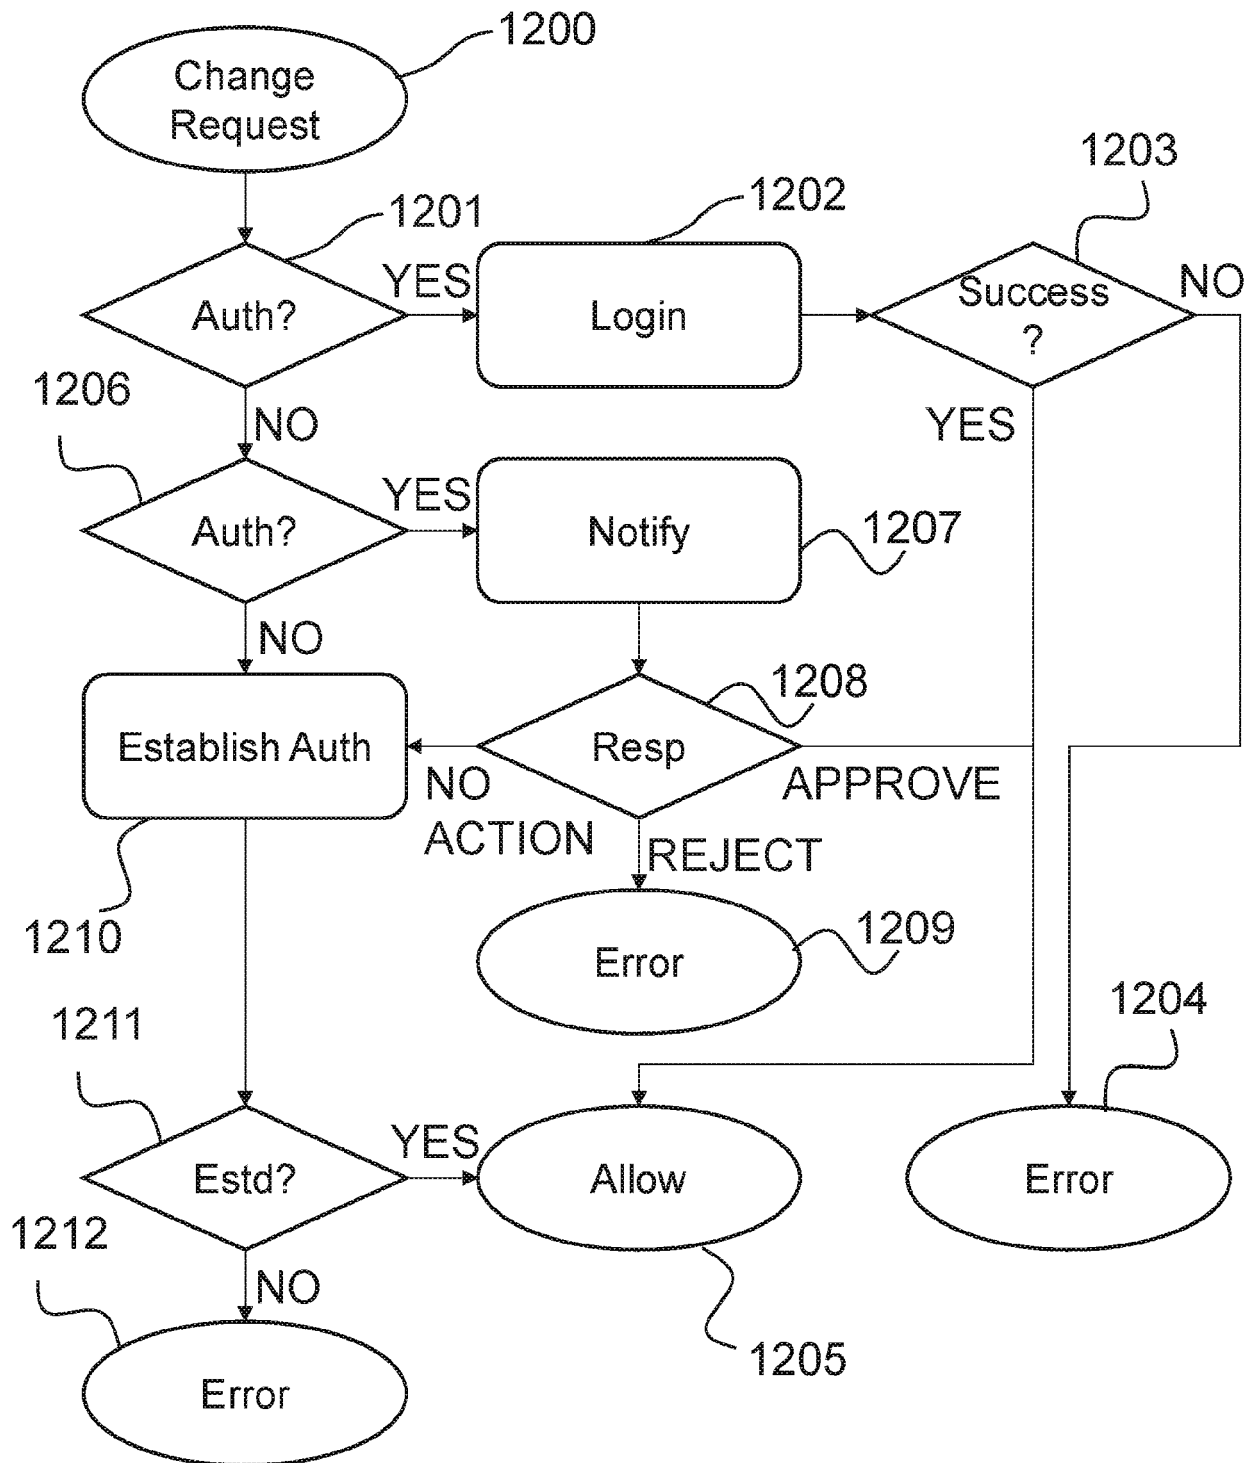 1200
Change
Request
1203
1202
1201
YES
NO
Auth?
Login
Success
?
1206
NO
YES
YES
Auth?
Notify
1207
NO
1208
Establish Auth
Resp
NO
ACTION
APPROVE
REJECT
1210
1209
Error
1204
1211
YES
Estd?
Allow
Error
1212
NO
1205
Error